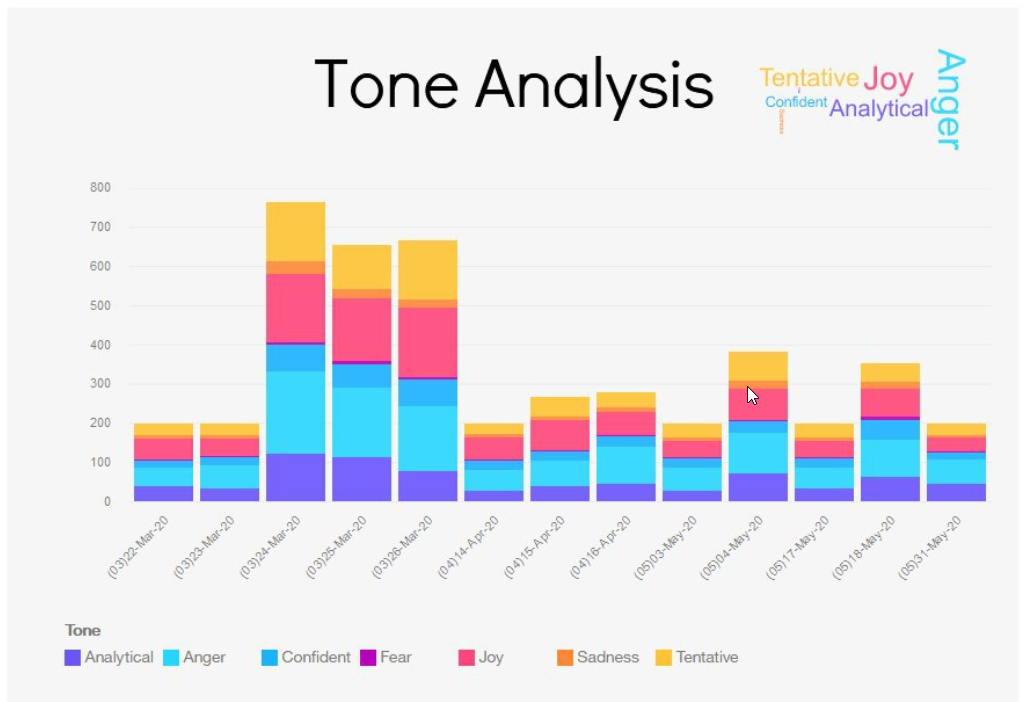 Tone Analysis
Tentative Joy
Confident Analytical
Sadness
Anger
800
700
600
500
400
300
200
100
0
(03)22-Mar-20
(03)23-Mar-20
(03)24-Mar-20
(03)25-Mar-20
(03)26-Mar-20
(04)14-Apr-20
(04)15-Apr-20
(04)16-Apr-20
(05)03-May-20
(05)04-May-20
(05)17-May-20
(05)18-May-20
(05)31-May-20
Tone
Analytical Anger Confident Fear Joy Sadness Tentative